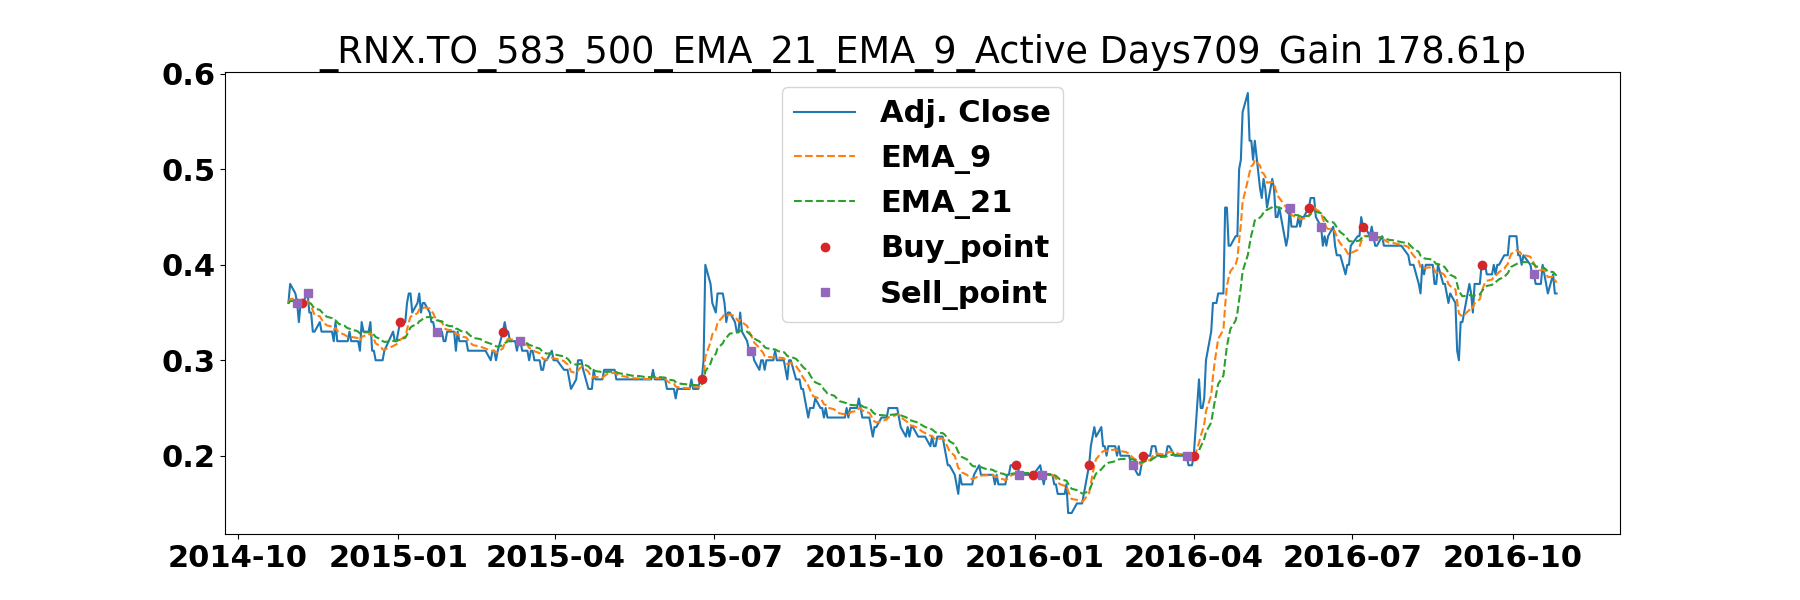 _RNX.TO_583_500_EMA_21_EMA_9_Active Days709_Gain 178.61p
0.6
0.5
0.4
0.3
0.2
Adj. Close
EMA_9
EMA_21
Buy_point
Sell_point
2014-10 2015-01 2015-04 2015-07 2015-10 2016-01 2016-04 2016-07 2016-10